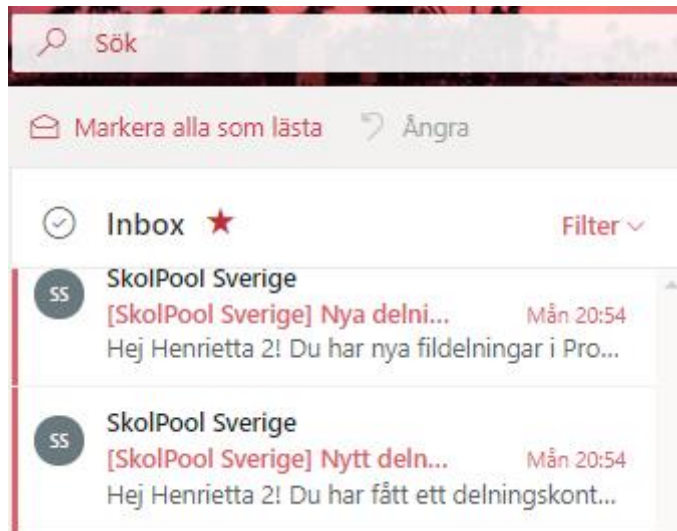 Sök
Markera alla som lästa Ångra
Inbox Filter
SS SkolPool Sverige
[SkolPool Sverige] Nya delni... Mån 20:54
Hej Henrietta 2! Du har nya fildelningar i Pro...
SS SkolPool Sverige
[SkolPool Sverige] Nytt deln... Mån 20:54
Hej Henrietta 2! Du har fått ett delningskont...